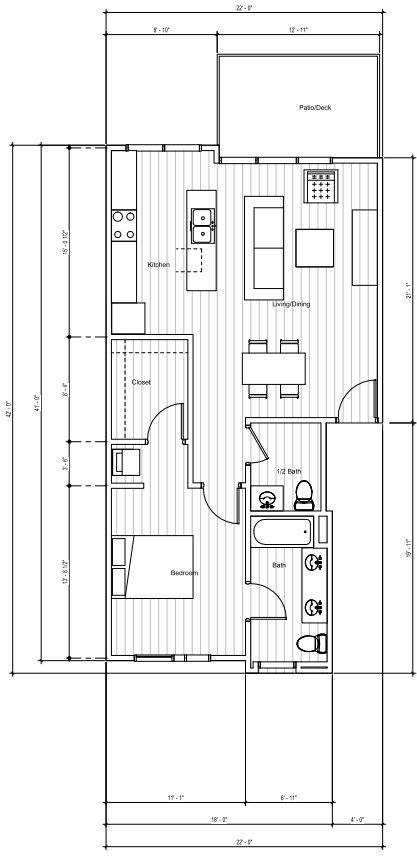 22' - 0"
8' - 10"
12' - 11"
Patio/Deck
15' - 0 1/2"
Kitchen
21' - 1"
Living/Dining
6' - 4"
Closet
42' - 0"
41' - 0"
3' - 6"
1/2 Bath
19' - 11"
13' - 8 1/2"
Bath
Bedroom
11' - 1"
6' - 11"
18' - 0"
4' - 0"
22' - 0"